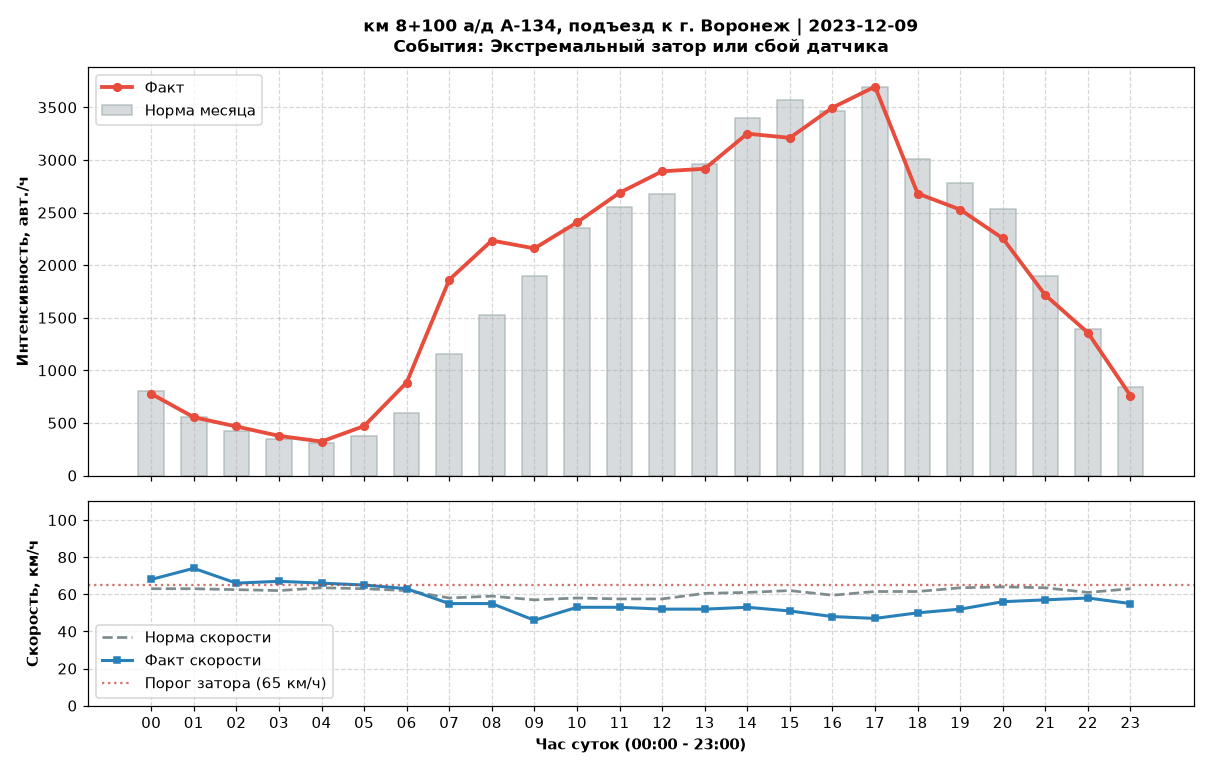 км 8+100 а/д А-134, подъезд к г. Воронеж | 2023-12-09
События: Экстремальный затор или сбой датчика
Интенсивность, авт./ч
3500
3000
2500
2000
1500
1000
500
0
Факт
Норма месяца
Скорость, км/ч
100
80
60
40
20
0
Норма скорости
Факт скорости
Порог затора (65 км/ч)
00 01 02 03 04 05 06 07 08 09 10 11 12 13 14 15 16 17 18 19 20 21 22 23
Час суток (00:00 - 23:00)